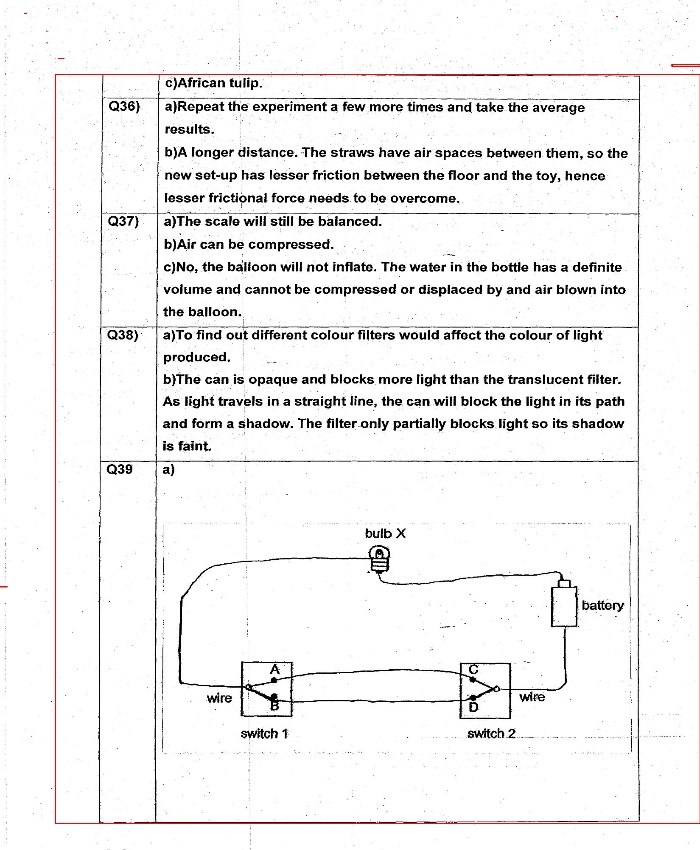 c)African tulip.
Q36) a)Repeat the experiment a few more times and take the average
results.
b)A longer distance. The straws have air spaces between them, so the
new set-up has lesser friction between the floor and the toy, hence
lesser frictional force needs to be overcome.
Q37) a)The scale will still be balanced.
b)Air can be compressed.
c)No, the balloon will not inflate. The water in the bottle has a definite
volume and cannot be compressed or displaced by and air blown into
the balloon.
Q38) a)To find out different colour filters would affect the colour of light
produced.
b)The can is opaque and blocks more light than the translucent filter.
As light travels in a straight line, the can will block the light in its path
and form a shadow. The filter only partially blocks light so its shadow
is faint.
Q39 a)
bulb X
battery
A C
wire B D wire
switch 1 switch 2